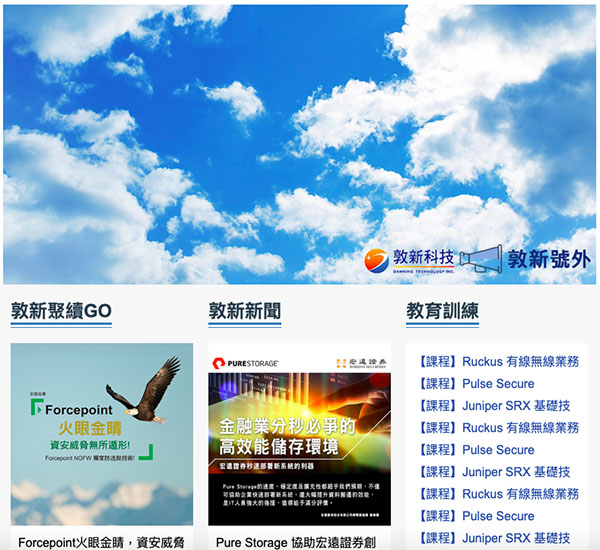 敦新科技
DAWNING TECHNOLOGY INC.
敦新號外
敦新聚續GO
敦新新聞
教育訓練
封面故事
Forcepoint
火眼金睛
資安威脅無所遁形!
Forcepoint NGFW 獨家防逃脫技術!
Forcepoint火眼金睛，資安威脅
PURESTORAGE
宏遠證券
金融業分秒必爭的
高效能儲存環境
宏遠證券秒速部署新系統的利器
Pure Storage的速度、穩定度及擴充性都超乎我們預期，不僅
可協助企業快速部署新系統，還大幅提升資料搬遷的效能，
是IT人員強大的後援，值得給予滿分評價。
Pure Storage 協助宏遠證券創
【課程】Ruckus 有線無線業務
【課程】Pulse Secure
【課程】Juniper SRX 基礎技
【課程】Ruckus 有線無線業務
【課程】Pulse Secure
【課程】Juniper SRX 基礎技
【課程】Ruckus 有線無線業務
【課程】Pulse Secure
【課程】Juniper SRX 基礎技